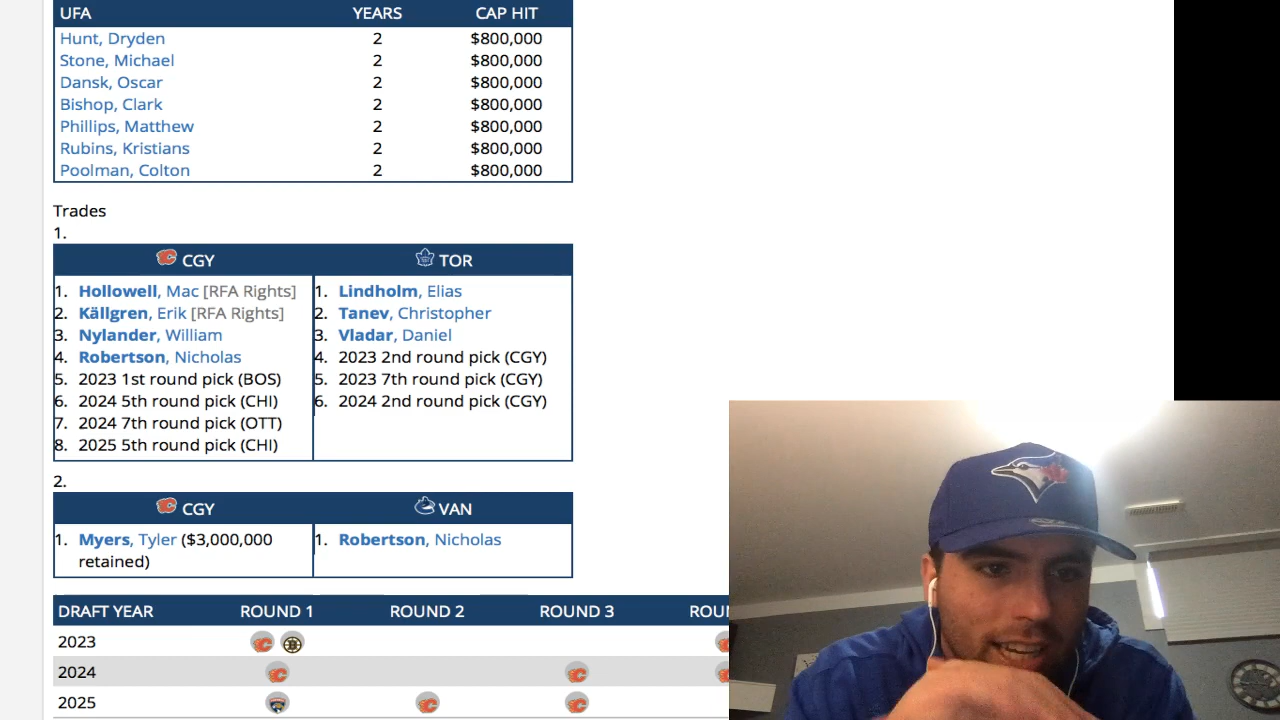 UFA YEARS CAP HIT
Hunt, Dryden 2 $800,000
Stone, Michael 2 $800,000
Dansk, Oscar 2 $800,000
Bishop, Clark 2 $800,000
Phillips, Matthew 2 $800,000
Rubins, Kristians 2 $800,000
Poolman, Colton 2 $800,000
Trades
1.
CGY TOR
1. Hollowell, Mac [RFA Rights] 1. Lindholm, Elias
2. Källgren, Erik [RFA Rights] 2. Tanev, Christopher
3. Nylander, William 3. Vladar, Daniel
4. Robertson, Nicholas 4. 2023 2nd round pick (CGY)
5. 2023 1st round pick (BOS) 5. 2023 7th round pick (CGY)
6. 2024 5th round pick (CHI) 6. 2024 2nd round pick (CGY)
7. 2024 7th round pick (OTT)
8. 2025 5th round pick (CHI)
2.
CGY VAN
1. Myers, Tyler ($3,000,000 1. Robertson, Nicholas
retained)
DRAFT YEAR ROUND 1 ROUND 2 ROUND 3
2023
2024
2025